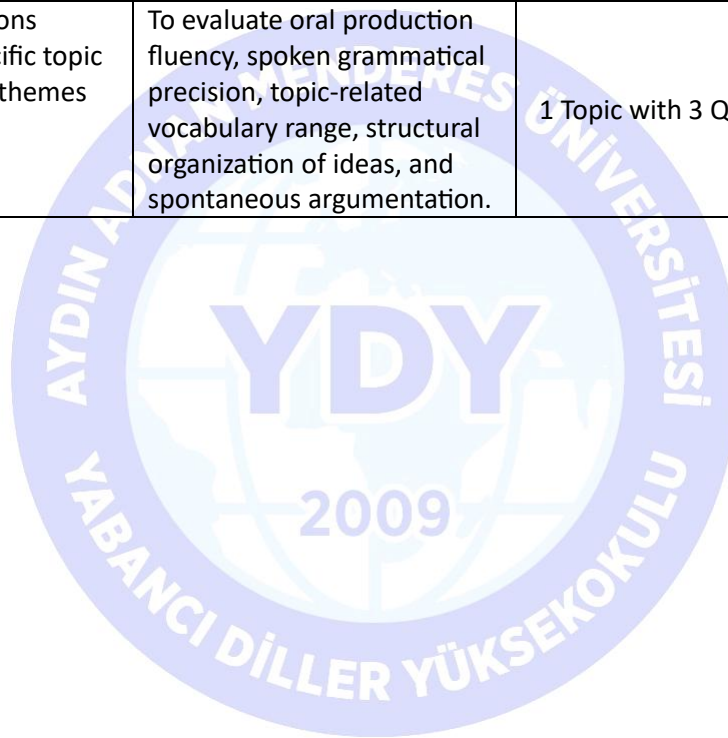 ons
cific topic
themes
To evaluate oral production
fluency, spoken grammatical
precision, topic-related
vocabulary range, structural
organization of ideas, and
spontaneous argumentation.
1 Topic with 3 Q
AYDIN ADNAN MENDERES ÜNİVERSİTESİ
YDY
2009
YABANCI DİLLER YÜKSEKOKULU